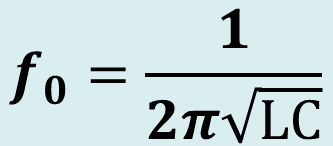 f₀ = 1 / 2π√LC